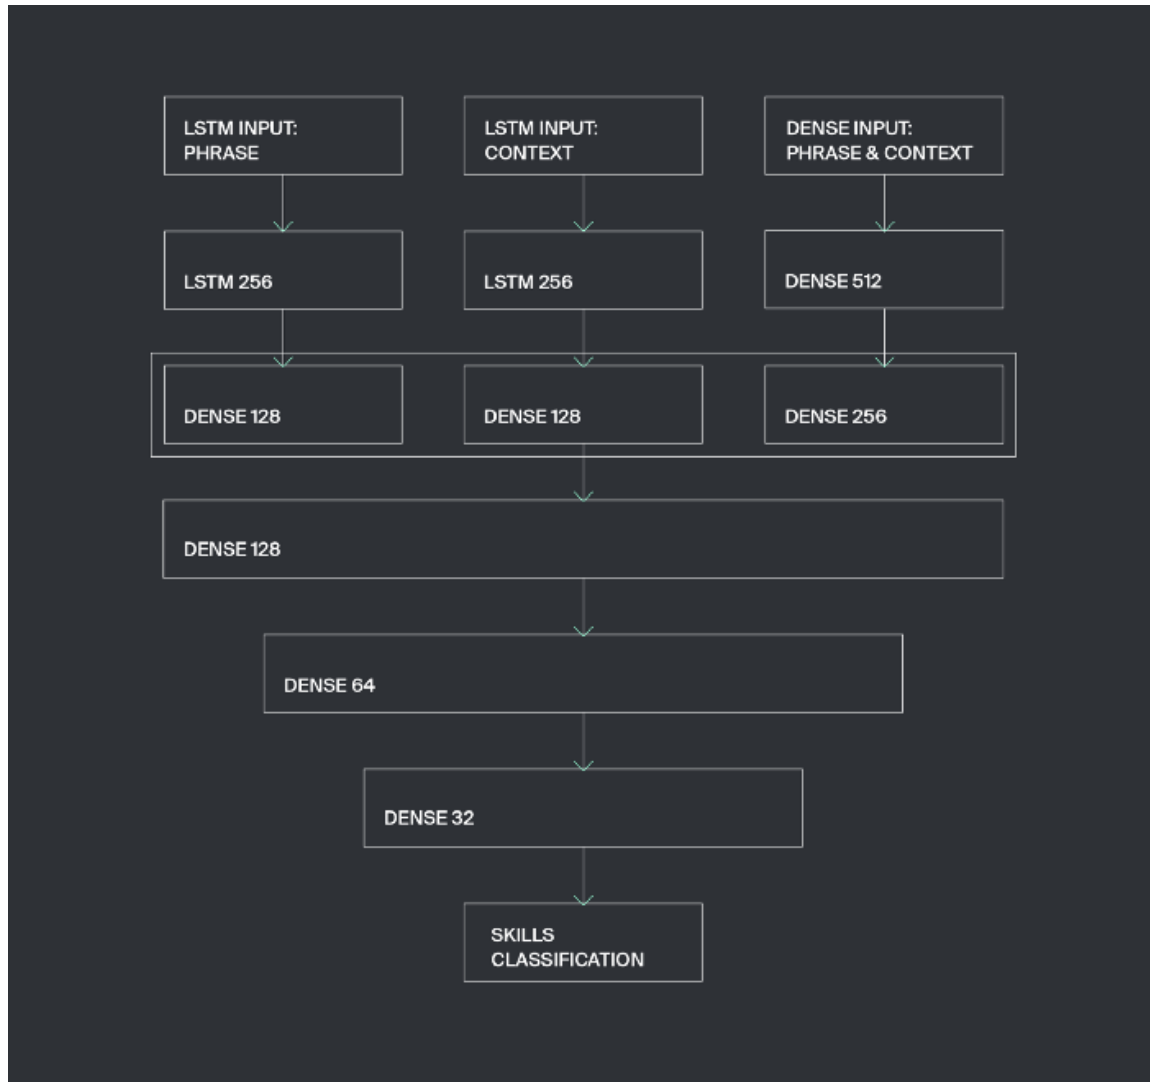 LSTM INPUT:
PHRASE
LSTM INPUT:
CONTEXT
DENSE INPUT:
PHRASE & CONTEXT
LSTM 256
LSTM 256
DENSE 512
DENSE 128
DENSE 128
DENSE 256
DENSE 128
DENSE 64
DENSE 32
SKILLS
CLASSIFICATION